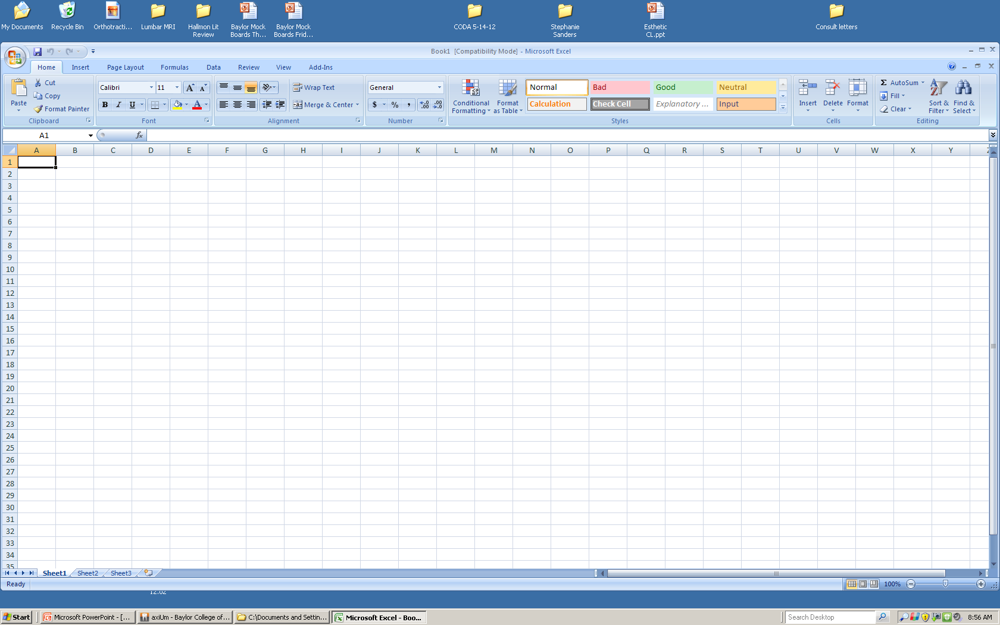 My Documents
Recycle Bin
Orthotracti...
Lumbar MRI
Hallmon Lit
Review
Baylor Mock
Boards Th...
Baylor Mock
Boards Frid...
CODA 5-14-12
Stephanie
Sanders
Esthetic
CL.ppt
Consult letters
Book1 [Compatibility Mode] - Microsoft Excel
Home Insert Page Layout Formulas Data Review View Add-Ins
Paste
Cut
Copy
Format Painter
Clipboard
Calibri 11
B I U
Font
Wrap Text
Merge & Center
Alignment
General
$ % ,
Number
Conditional
Formatting
Format
as Table
Normal Bad Good Neutral
Calculation Check Cell Explanatory ... Input
Styles
Insert Delete Format
Cells
Σ AutoSum
Fill
Clear
Sort &
Filter
Find &
Select
Editing
A1
fx
A B C D E F G H I J K L M N O P Q R S T U V W X Y
1
2
3
4
5
6
7
8
9
10
11
12
13
14
15
16
17
18
19
20
21
22
23
24
25
26
27
28
29
30
31
32
33
34
35
Sheet1 Sheet2 Sheet3
Ready
100%
12.02
Start
Microsoft PowerPoint - [...
axiUm - Baylor College of...
C:\Documents and Settin...
Microsoft Excel - Boo...
Search Desktop
8:56 AM